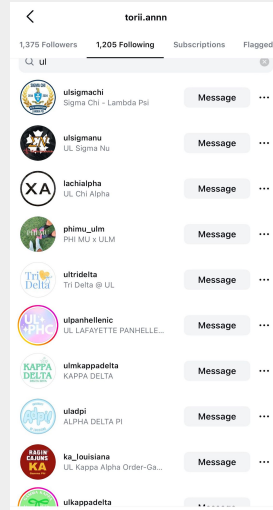 torii.annn
1,375 Followers 1,205 Following Subscriptions Flagged
ul
ulsigmachi
Sigma Chi - Lambda Psi
Message
ulsigmanu
UL Sigma Nu
Message
XA
lachialpha
UL Chi Alpha
Message
phimu_ulm
PHI MU x ULM
Message
Tri Delta
ultridelta
Tri Delta @ UL
Message
UL•
PHC
ulpanhellenic
UL LAFAYETTE PANHELLE...
Message
KAPPA
DELTA
ulmkappadelta
KAPPA DELTA
Message
adpi
uladpi
ALPHA DELTA PI
Message
RAGIN'
CAJUNS
KA
ka_louisiana
UL Kappa Alpha Order-Ga...
Message
ulkappadelta